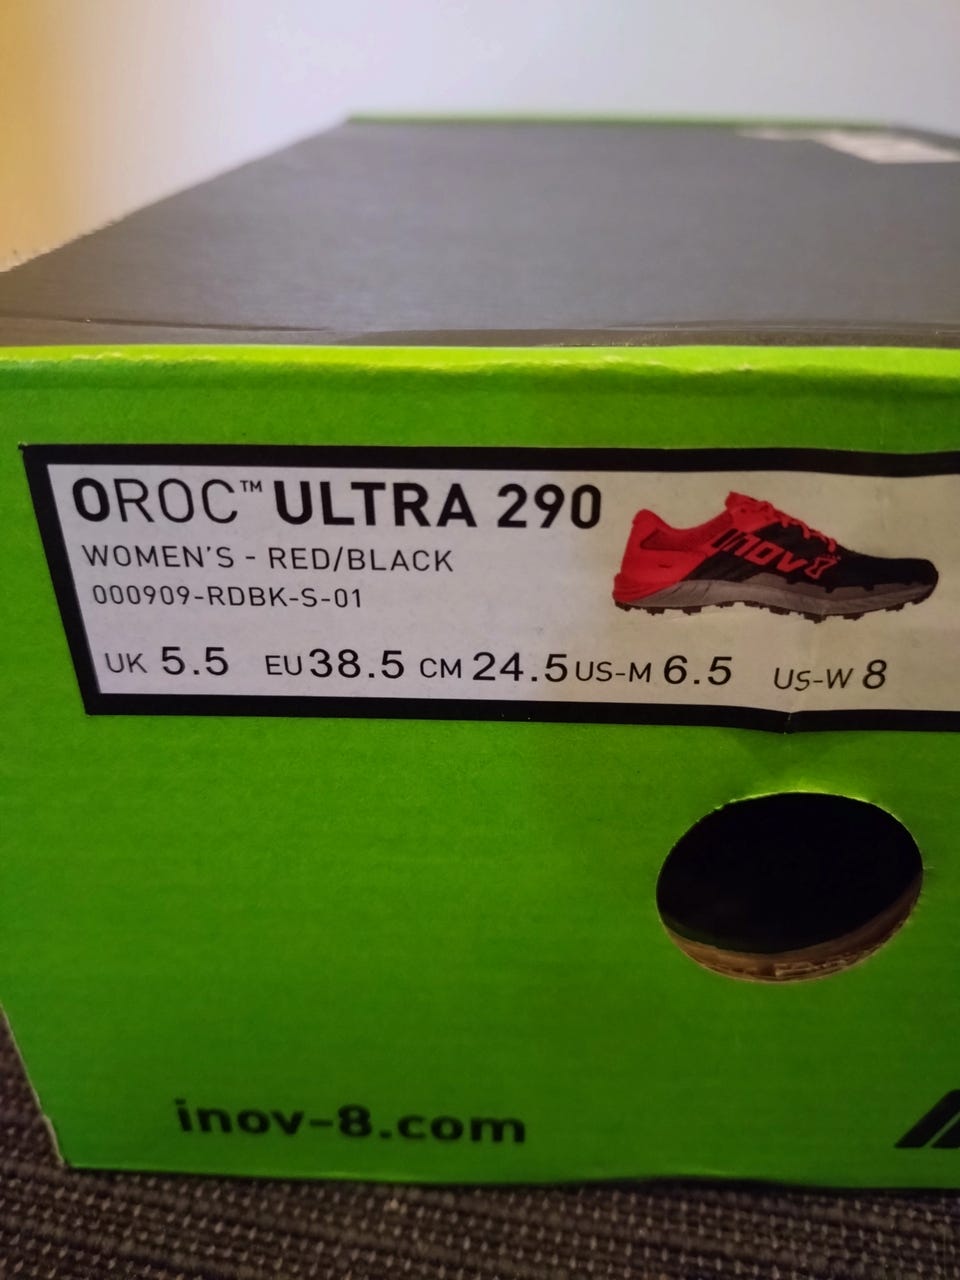 OROC™ ULTRA 290
WOMEN'S - RED/BLACK
000909-RDBK-S-01
inov8
UK 5.5 EU 38.5 CM 24.5 US-M 6.5 US-W 8
inov-8.com